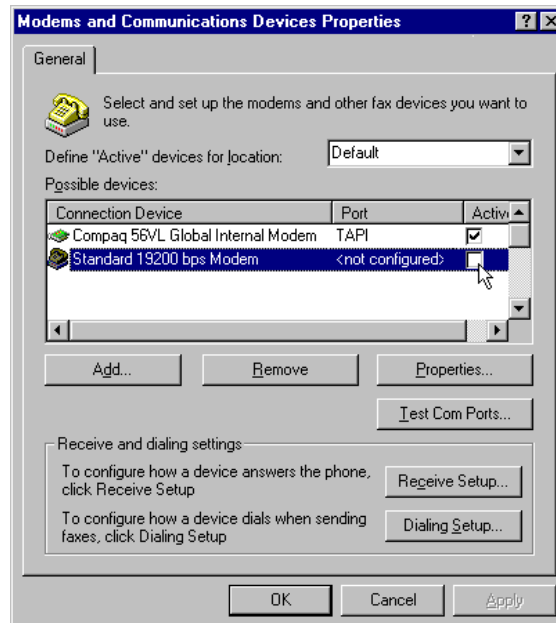 Modems and Communications Devices Properties
General
Select and set up the modems and other fax devices you want to
use.
Define "Active" devices for location: Default
Possible devices:
Connection Device Port Activ
Compaq 56VL Global Internal Modem TAPI
Standard 19200 bps Modem <not configured>
Add... Remove Properties...
Test Com Ports...
Receive and dialing settings
To configure how a device answers the phone,
click Receive Setup
Receive Setup...
To configure how a device dials when sending
faxes, click Dialing Setup
Dialing Setup...
OK Cancel Apply